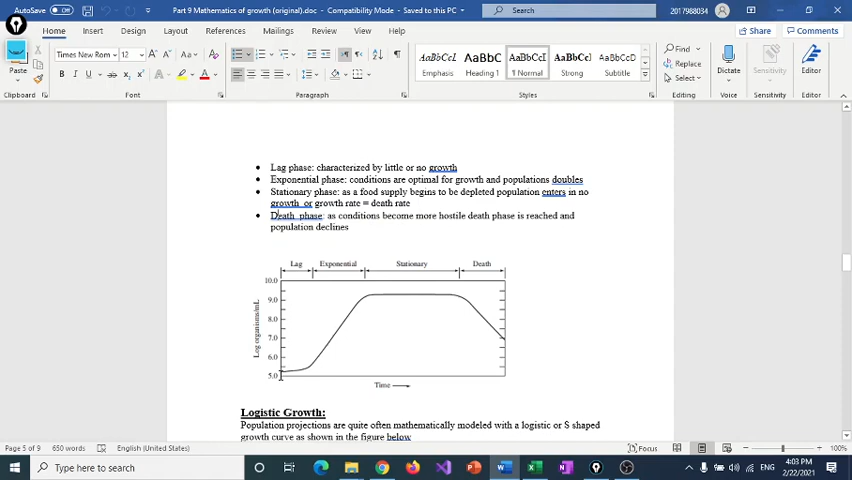 AutoSave Off Part 9 Mathematics of growth (original).doc - Compatibility Mode - Saved to this PC Search 2017988034
File Home Insert Draw Design Layout References Mailings Review View Help Share Comments
Times New Rom 12 AaBbCcI AaBbC AaBbCcI AaBbCc AaBbCcD Find Replace Select
Paste Emphasis Heading 1 ¶ Normal Strong Subtitle Dictate Sensitivity Editor
Clipboard Font Paragraph Styles Editing Voice Sensitivity Editor
Lag phase: characterized by little or no growth
Exponential phase: conditions are optimal for growth and populations doubles
Stationary phase: as a food supply begins to be depleted population enters in no
growth or growth rate = death rate
Death phase: as conditions become more hostile death phase is reached and
population declines
Lag Exponential Stationary Death
10.0
9.0
8.0
7.0
6.0
5.0
Log organisms/mL
Time
Logistic Growth:
Population projections are quite often mathematically modeled with a logistic or S shaped
growth curve as shown in the figure below
Page 5 of 9 650 words English (United States) Focus 100%
Type here to search ENG 4:03 PM
2/22/2021